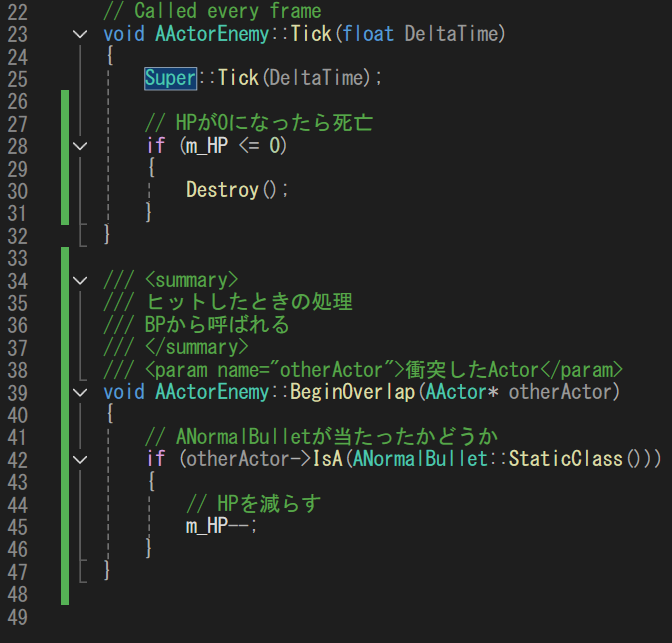 22 // Called every frame
23 void AActorEnemy::Tick(float DeltaTime)
24 {
25 Super::Tick(DeltaTime);
26
27 // HPが0になったら死亡
28 if (m_HP <= 0)
29 {
30 Destroy();
31 }
32 }
33
34 /// <summary>
35 /// ヒットしたときの処理
36 /// BPから呼ばれる
37 /// </summary>
38 /// <param name="otherActor">衝突したActor</param>
39 void AActorEnemy::BeginOverlap(AActor* otherActor)
40 {
41 // ANormalBulletが当たったかどうか
42 if (otherActor->IsA(ANormalBullet::StaticClass()))
43 {
44 // HPを減らす
45 m_HP--;
46 }
47 }
48
49